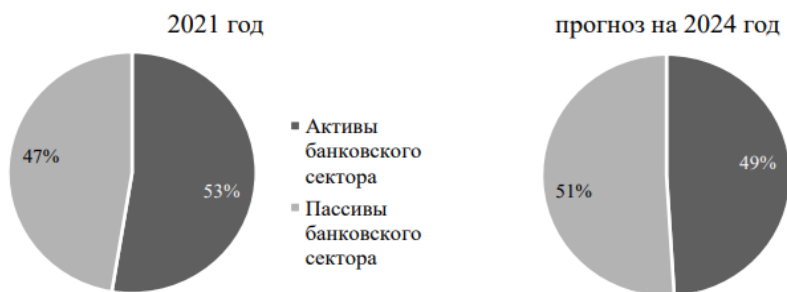 2021 год
прогноз на 2024 год
47%
53%
Активы
банковского
сектора
Пассивы
банковского
сектора
51%
49%